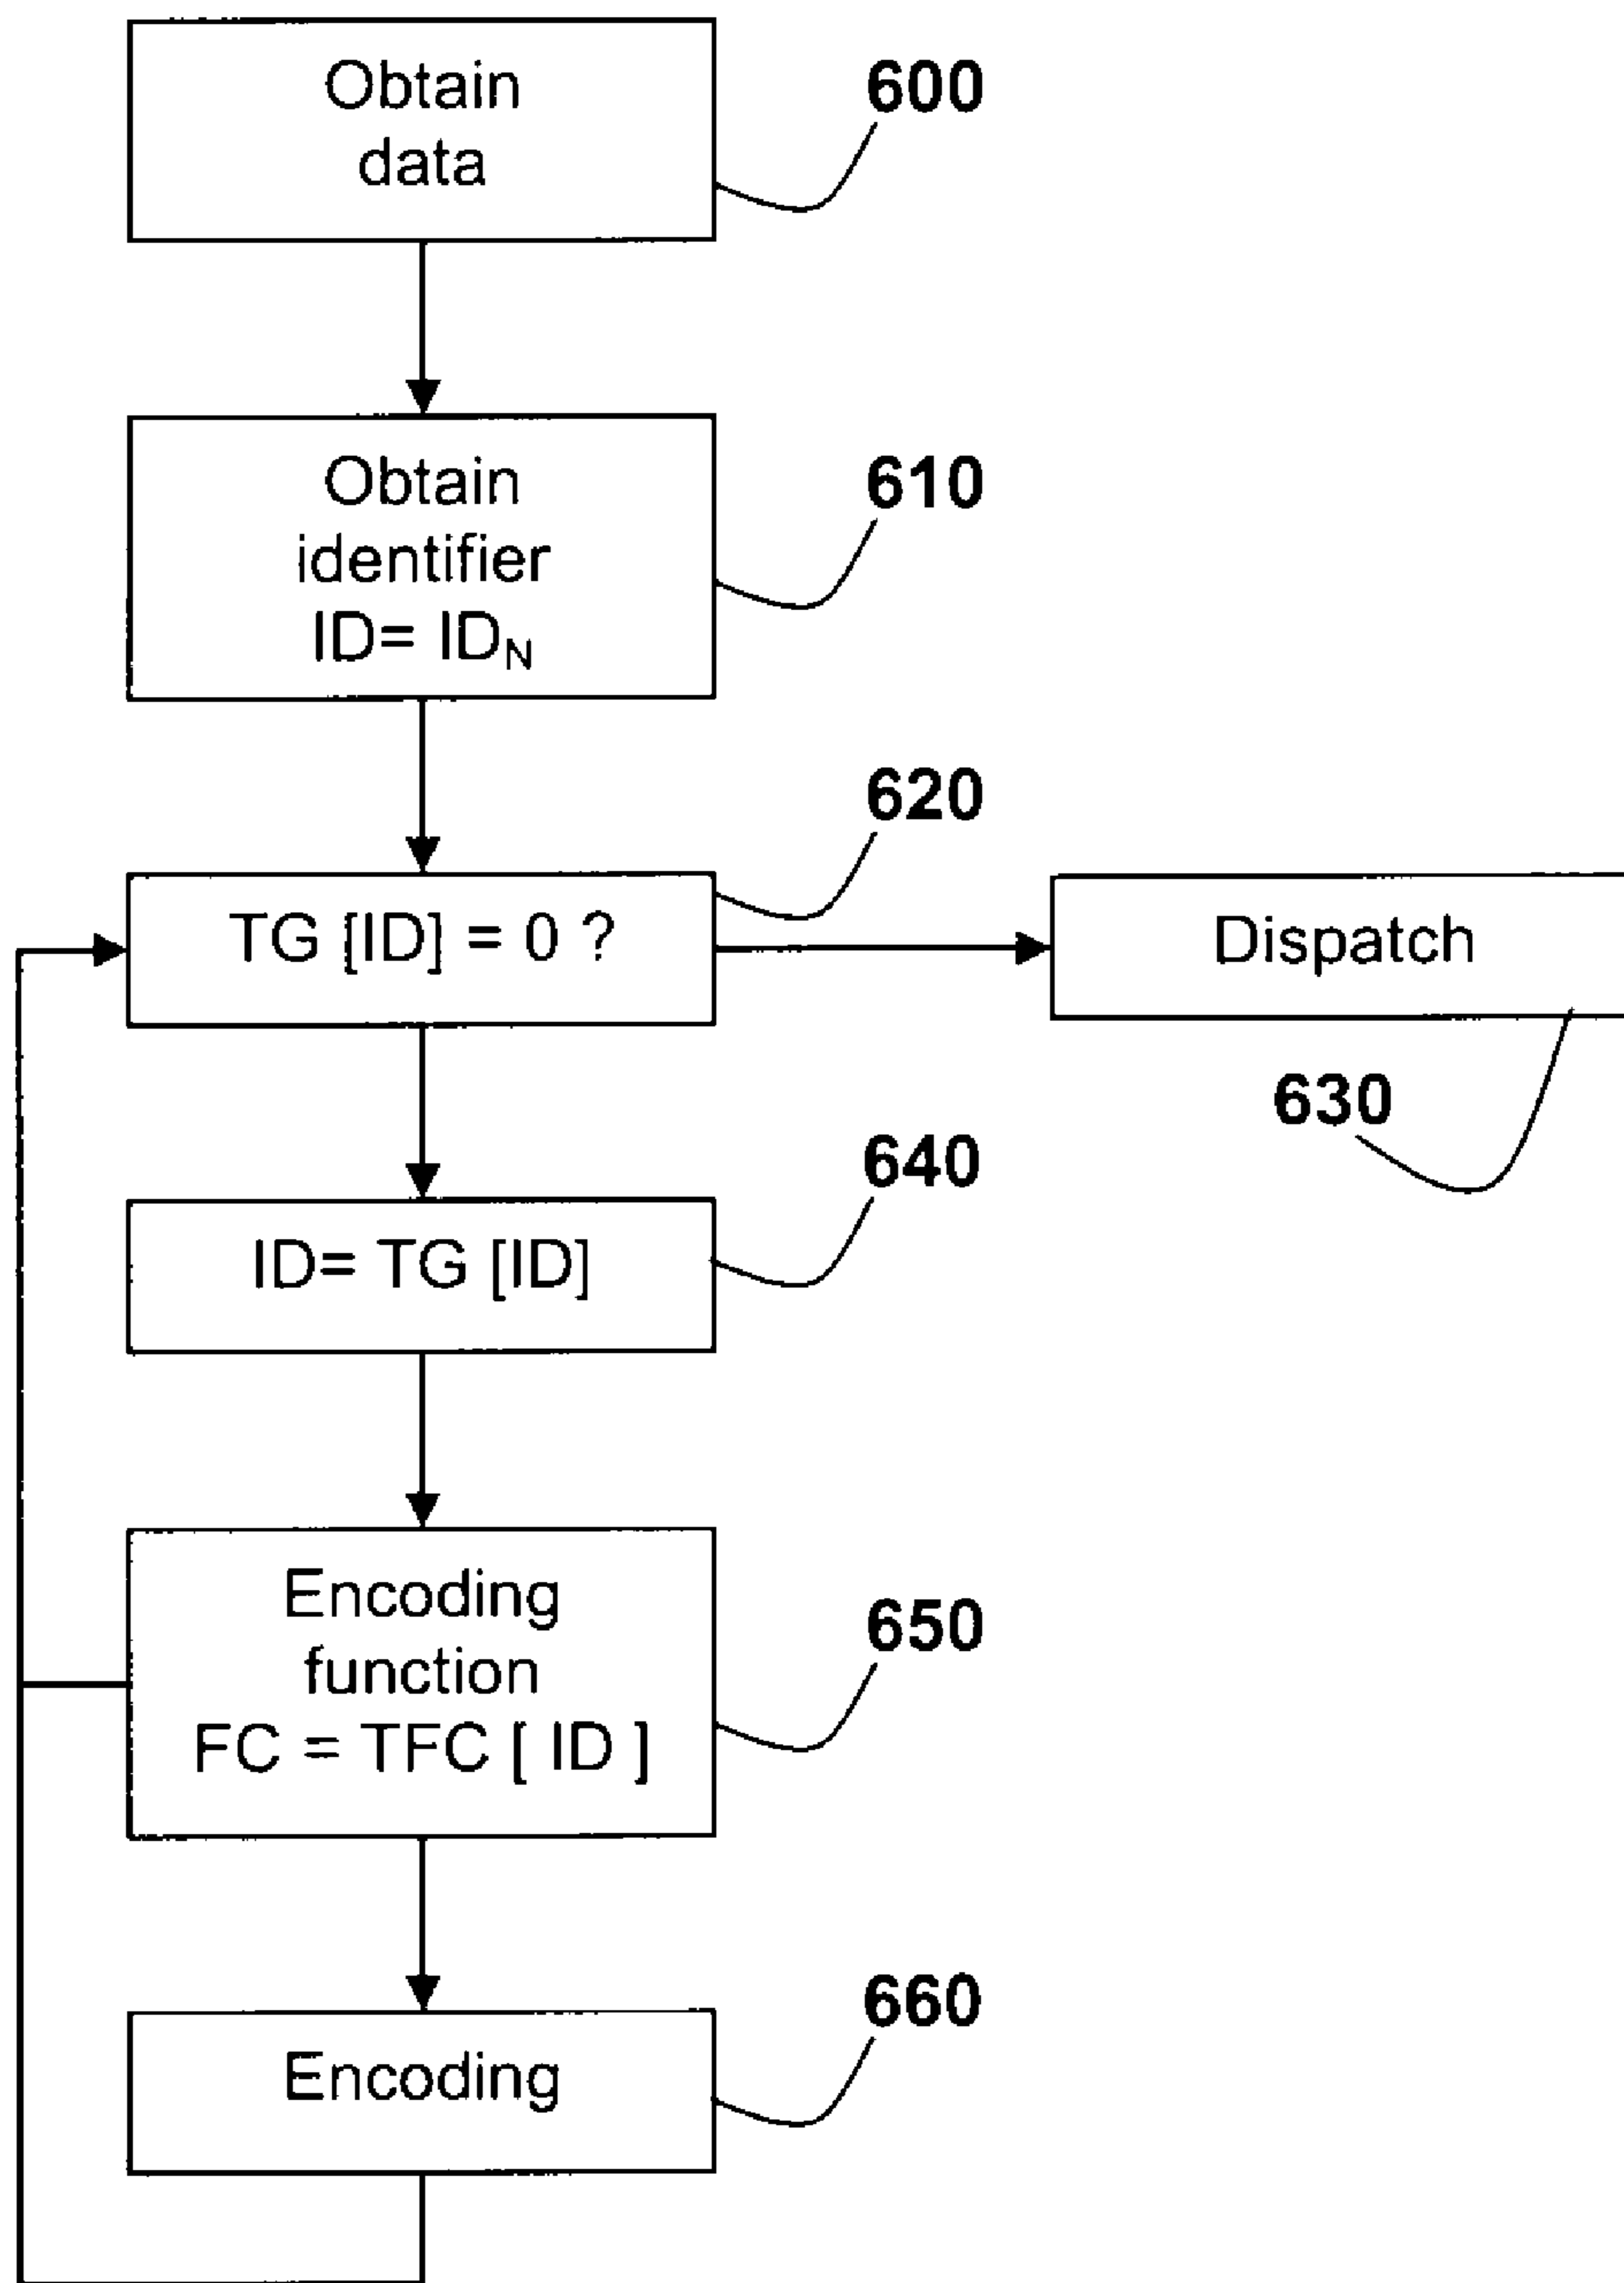 Obtain
data
600
Obtain
identifier
ID= IDN
610
620
TG [ID] = 0 ?
Dispatch
630
640
ID= TG [ID]
Encoding
function
FC = TFC [ ID ]
650
660
Encoding